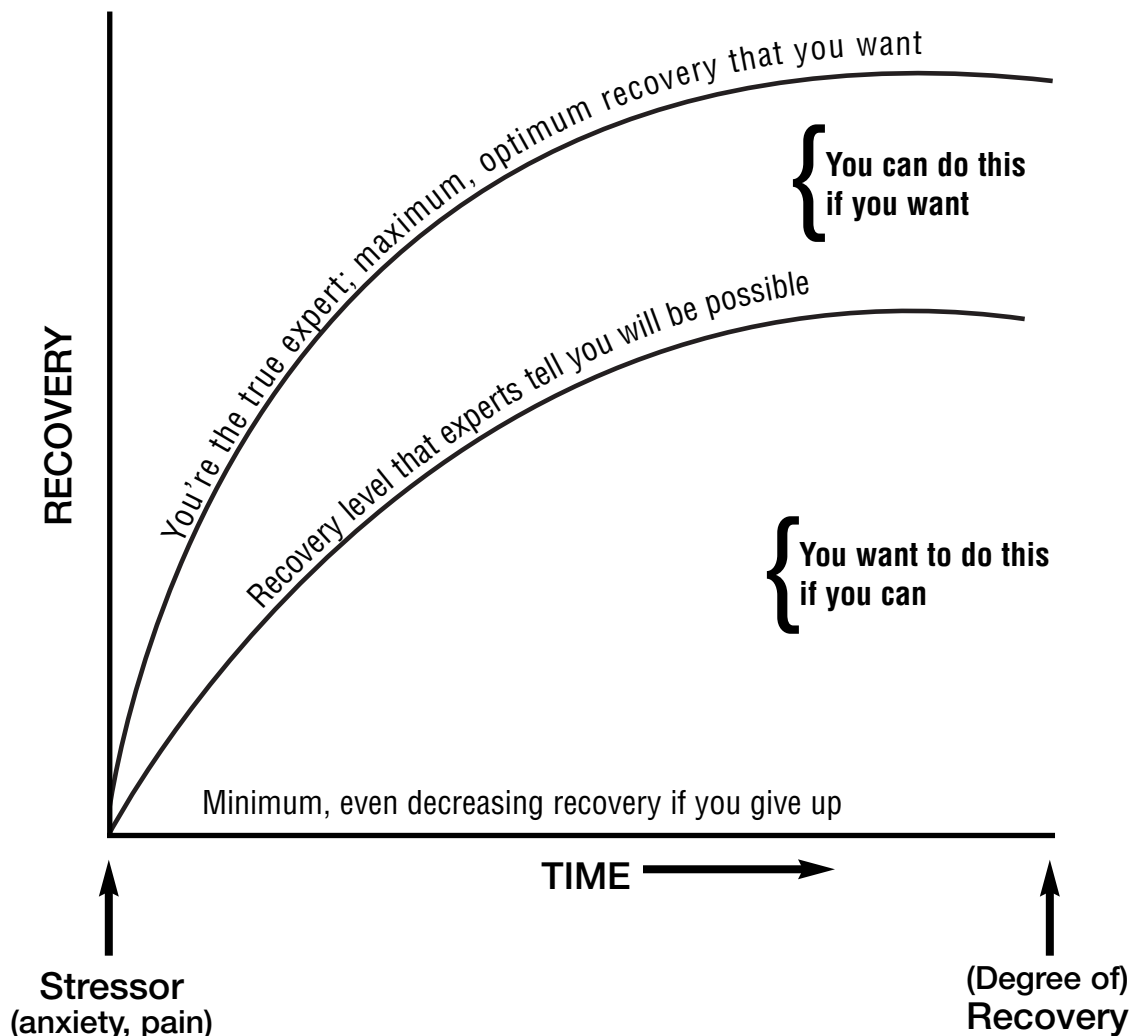 You're the true expert; maximum, optimum recovery that you want
You can do this
if you want
Recovery level that experts tell you will be possible
RECOVERY
You want to do this
if you can
Minimum, even decreasing recovery if you give up
TIME
Stressor
(anxiety, pain)
(Degree of)
Recovery